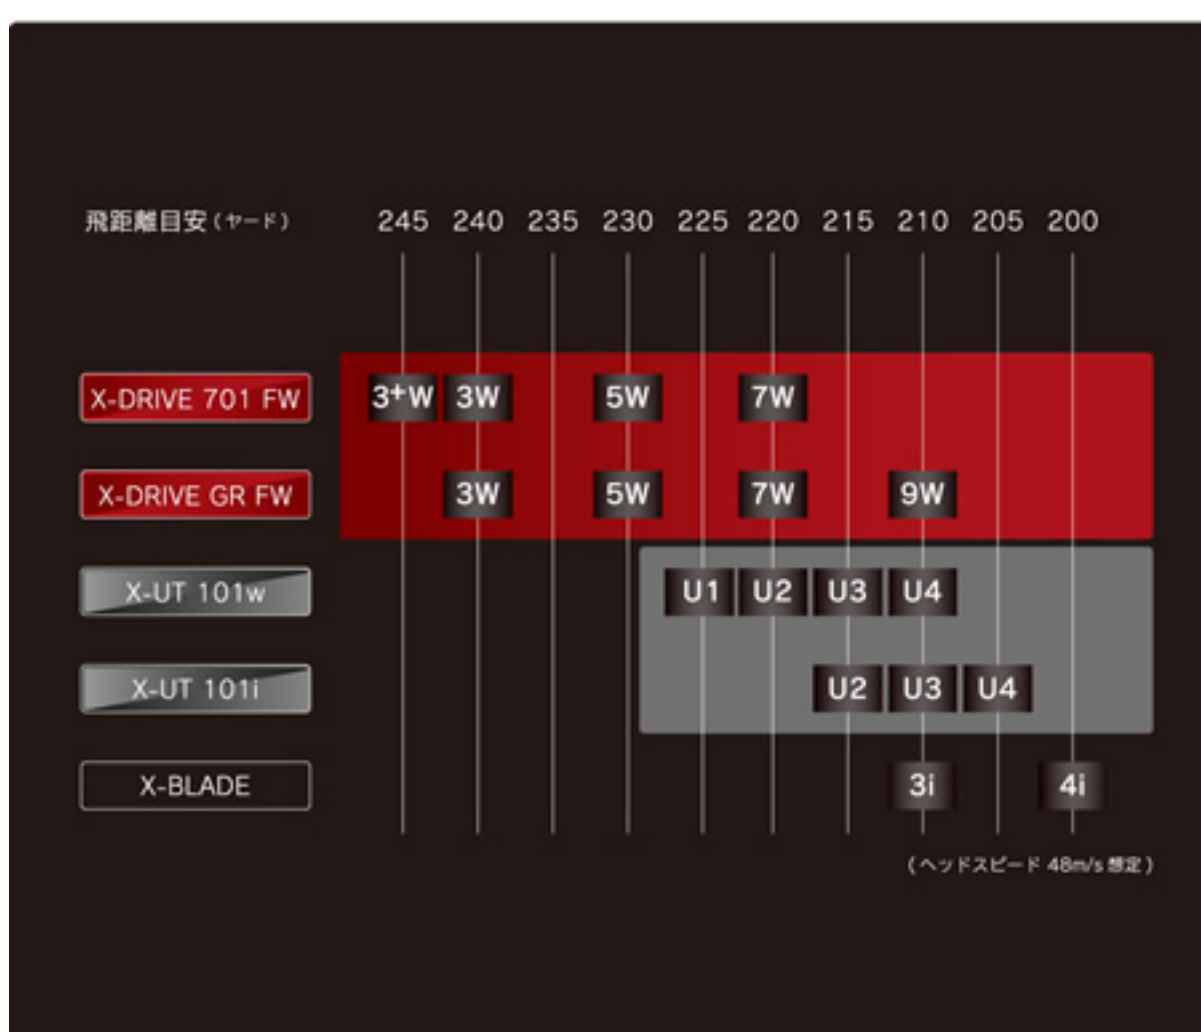 飛距離目安(ヤード) 245 240 235 230 225 220 215 210 205 200
X-DRIVE 701 FW 3+W 3W 5W 7W
X-DRIVE GR FW 3W 5W 7W 9W
X-UT 101w U1 U2 U3 U4
X-UT 101i U2 U3 U4
X-BLADE 3i 4i
(ヘッドスピード 48m/s 想定)